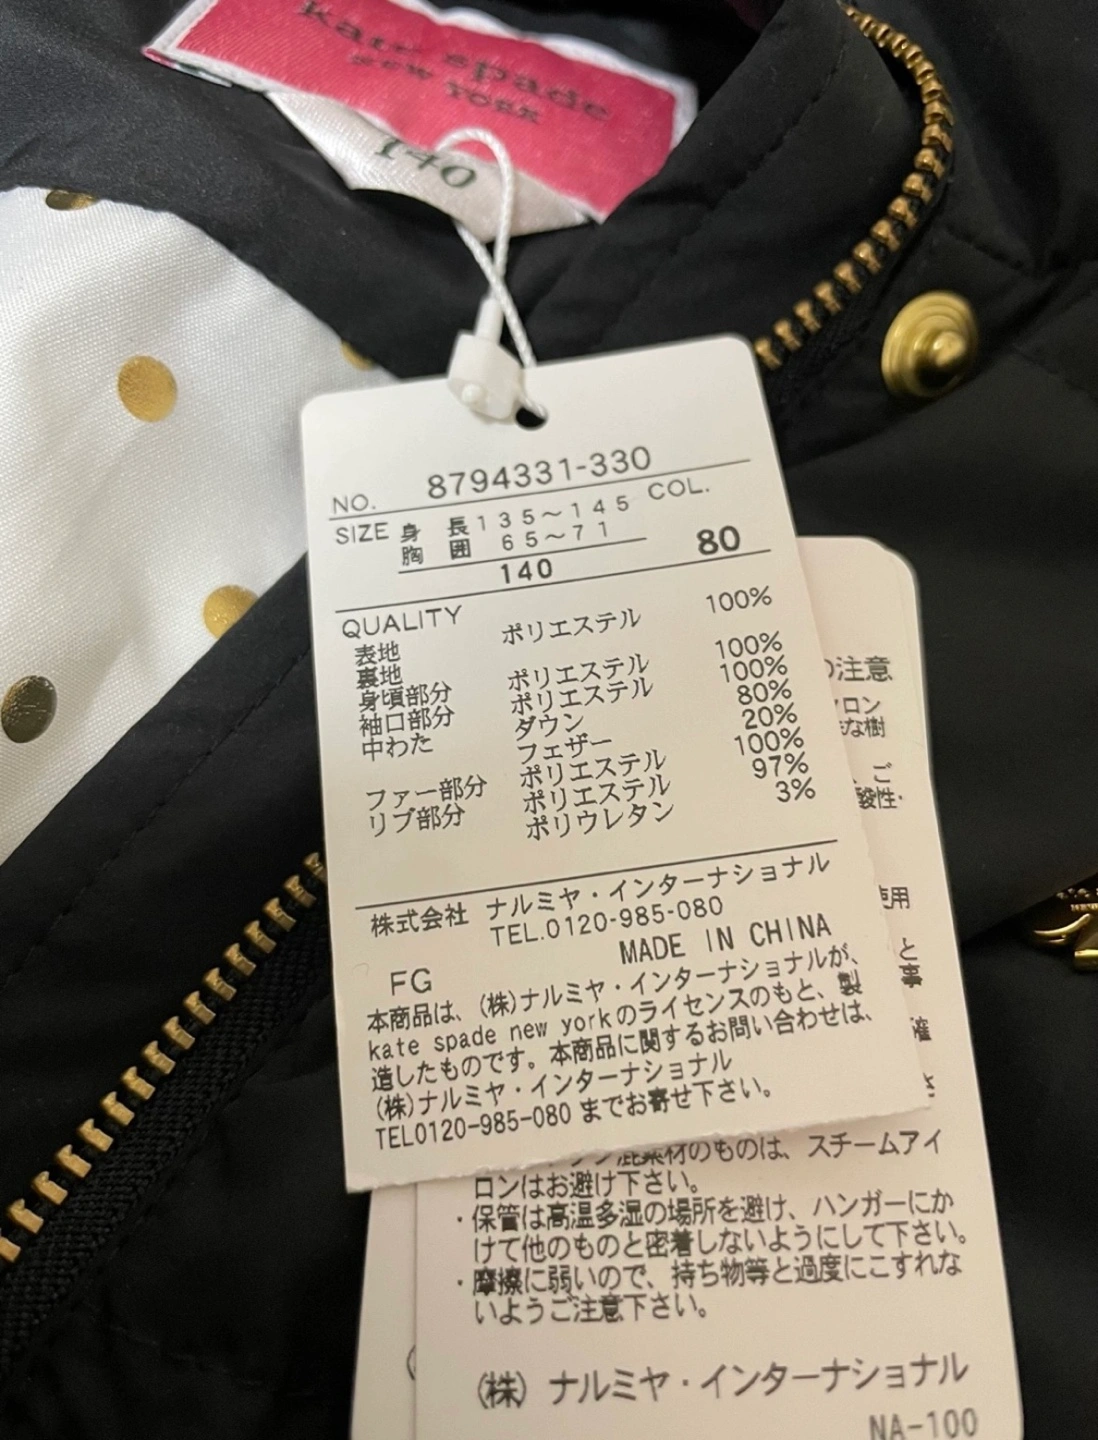 kate spade
NEW YORK
140
NO. 8794331-330
SIZE 身長 135～145 COL.
胸囲 65～71
140 80
QUALITY
表地 ポリエステル 100%
裏地
身頃部分 ポリエステル 100%
袖口部分 ポリエステル 100%
中わた ダウン 80%
フェザー 20%
ファー部分 ポリエステル 100%
リブ部分 ポリエステル 97%
ポリウレタン 3%
株式会社 ナルミヤ・インターナショナル
TEL.0120-985-080
MADE IN CHINA
FG
本商品は、(株)ナルミヤ・インターナショナルが、
kate spade new yorkのライセンスのもと、製
造したものです。本商品に関するお問い合わせは、
(株)ナルミヤ・インターナショナル
TEL0120-985-080 までお寄せ下さい。
の注意
ロン
な樹
、ご
酸性・
使用
と
事
確
混素材のものは、スチームアイ
ロンはお避け下さい。
・保管は高温多湿の場所を避け、ハンガーにか
けて他のものと密着しないようにして下さい。
・摩擦に弱いので、持ち物等と過度にこすれな
いようご注意下さい。
(株) ナルミヤ・インターナショナル
NA-100